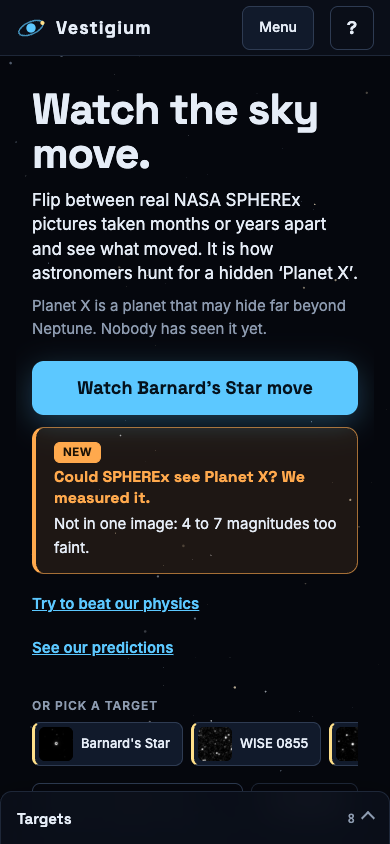 Vestigium
Menu
?
Watch the sky
move.
Flip between real NASA SPHEREx
pictures taken months or years apart
and see what moved. It is how
astronomers hunt for a hidden ‘Planet X’.
Planet X is a planet that may hide far beyond
Neptune. Nobody has seen it yet.
Watch Barnard’s Star move
NEW
Could SPHEREx see Planet X? We
measured it.
Not in one image: 4 to 7 magnitudes too
faint.
Try to beat our physics
See our predictions
OR PICK A TARGET
Barnard's Star
WISE 0855
Targets
8